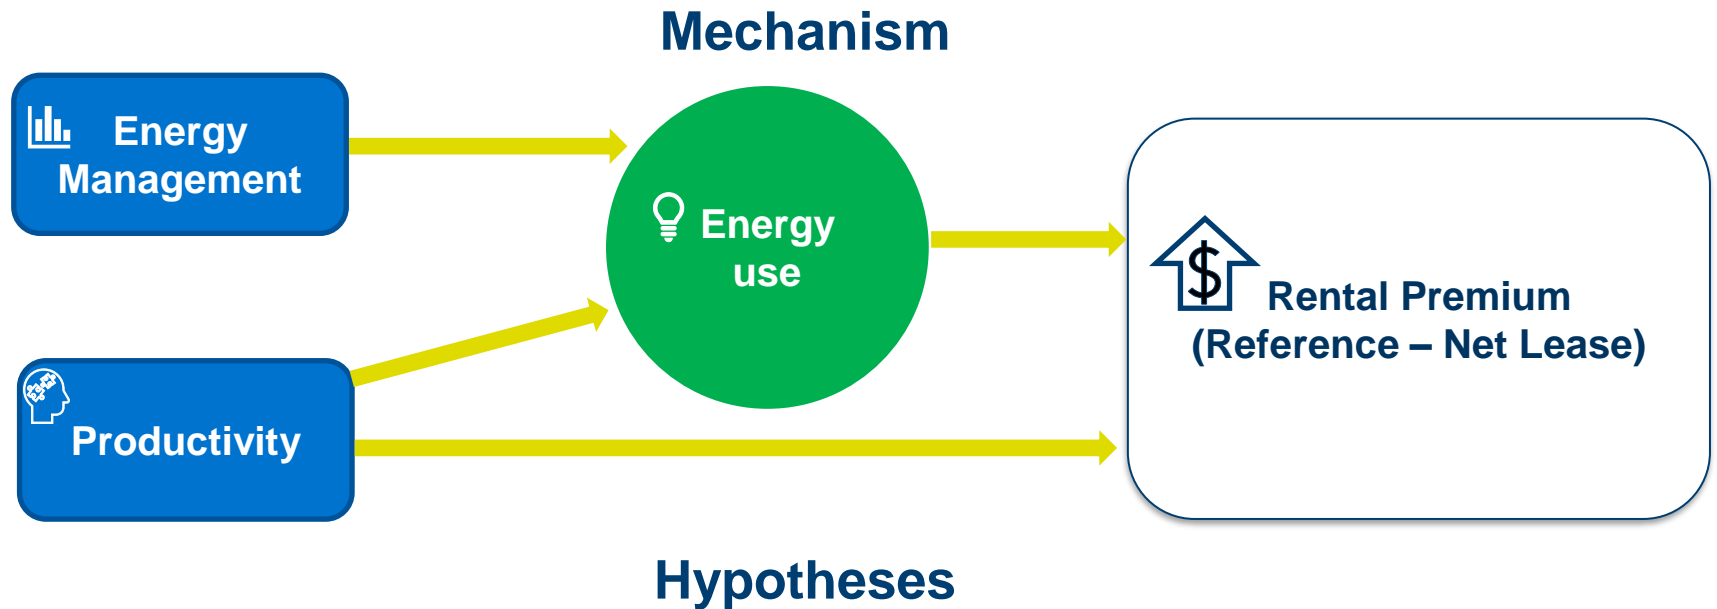 Mechanism
Energy
Management
Energy
use
$
Rental Premium
(Reference – Net Lease)
Productivity
Hypotheses